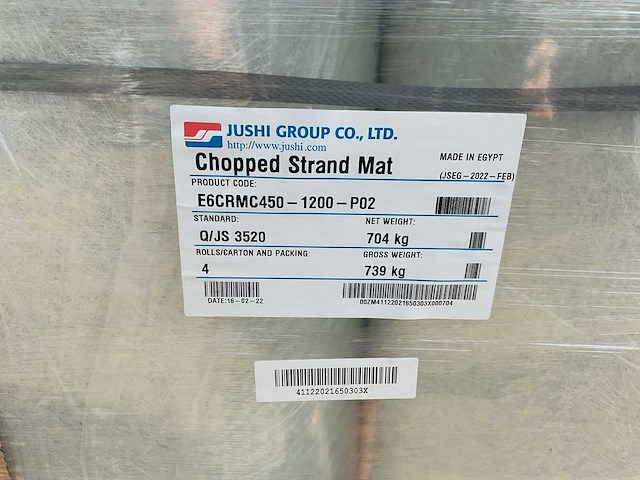 JUSHI GROUP CO., LTD.
http://www.jushi.com
Chopped Strand Mat
MADE IN EGYPT
(JSEG-2022-FEB)
PRODUCT CODE:
E6CRMC450-1200-P02
STANDARD:
NET WEIGHT:
Q/JS 3520
704 kg
ROLLS/CARTON AND PACKING:
GROSS WEIGHT:
4
739 kg
DATE:16-02-22
00ZM41122021650303X000704
41122021650303X